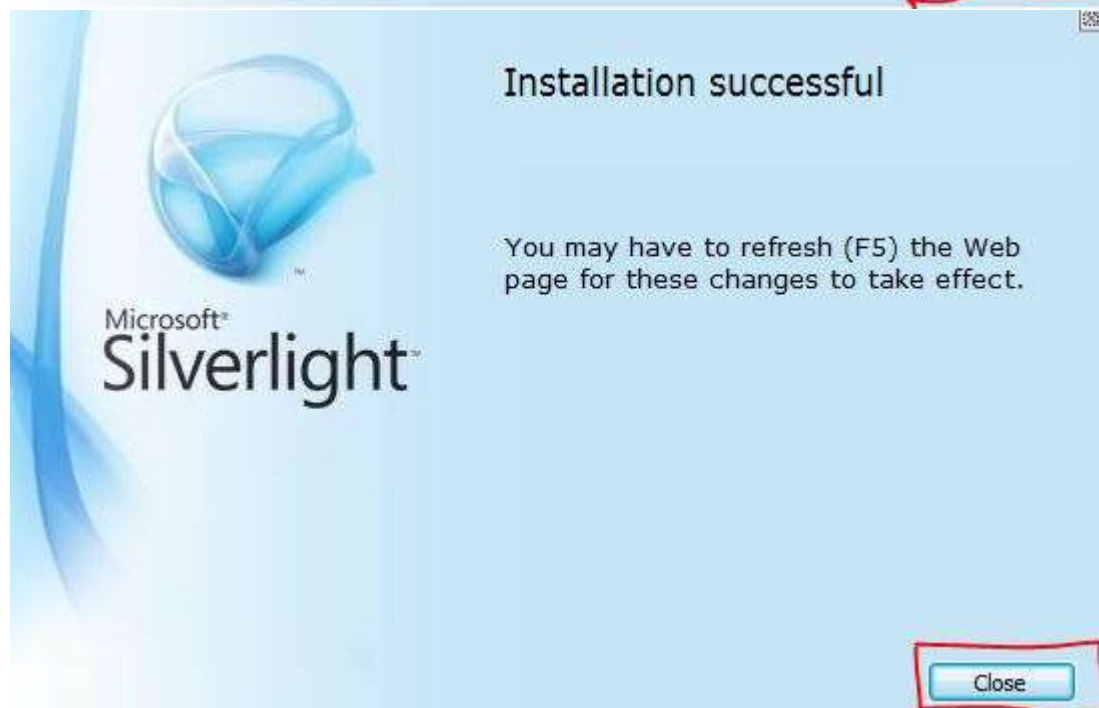 Installation successful
You may have to refresh (F5) the Web
page for these changes to take effect.
Microsoft®
Silverlight™
Close